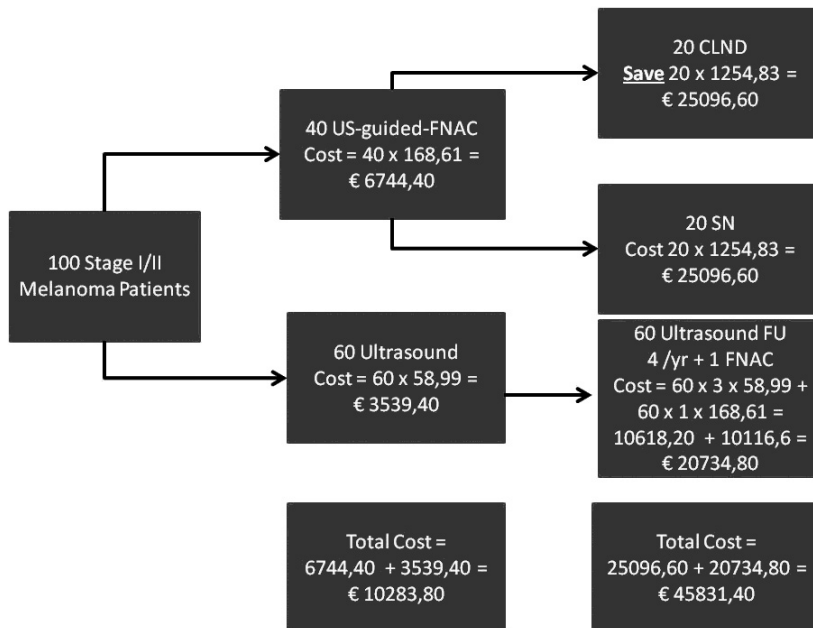 20 CLND
Save 20 x 1254,83 =
€ 25096,60
40 US-guided-FNAC
Cost = 40 x 168,61 =
€ 6744,40
20 SN
Cost 20 x 1254,83 =
€ 25096,60
100 Stage I/II
Melanoma Patients
60 Ultrasound
Cost = 60 x 58,99 =
€ 3539,40
60 Ultrasound FU
4 /yr + 1 FNAC
Cost = 60 x 3 x 58,99 +
60 x 1 x 168,61 =
10618,20 + 10116,6 =
€ 20734,80
Total Cost =
6744,40 + 3539,40 =
€ 10283,80
Total Cost =
25096,60 + 20734,80 =
€ 45831,40